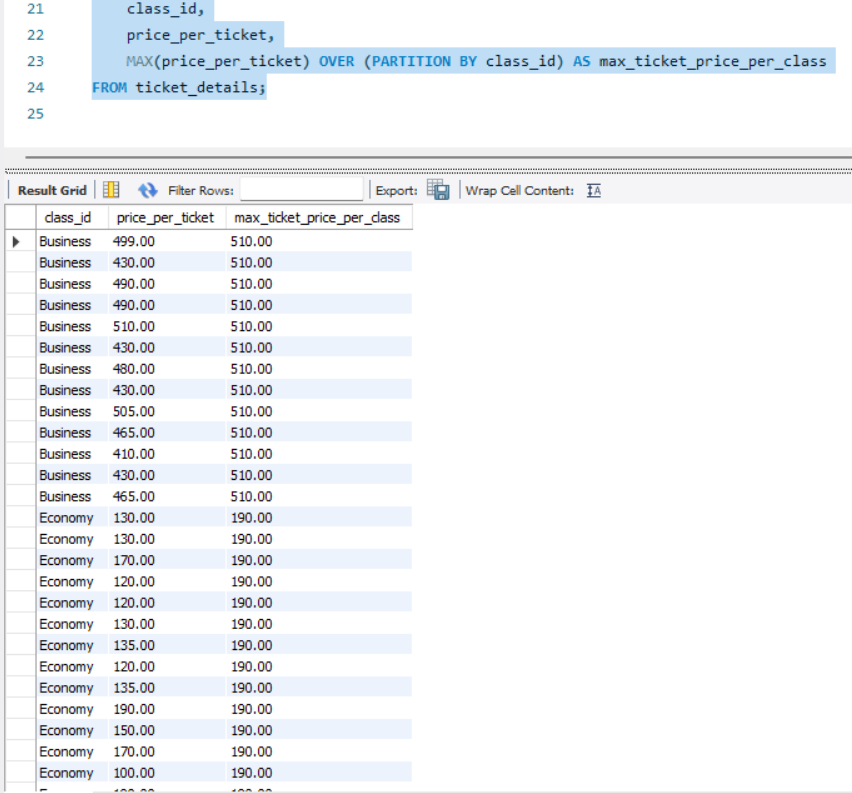 21 class_id,
22 price_per_ticket,
23 MAX(price_per_ticket) OVER (PARTITION BY class_id) AS max_ticket_price_per_class
24 FROM ticket_details;
25
Result Grid Filter Rows: Export: Wrap Cell Content:
class_id price_per_ticket max_ticket_price_per_class
Business 499.00 510.00
Business 430.00 510.00
Business 490.00 510.00
Business 490.00 510.00
Business 510.00 510.00
Business 430.00 510.00
Business 480.00 510.00
Business 430.00 510.00
Business 505.00 510.00
Business 465.00 510.00
Business 410.00 510.00
Business 430.00 510.00
Business 465.00 510.00
Economy 130.00 190.00
Economy 130.00 190.00
Economy 170.00 190.00
Economy 120.00 190.00
Economy 120.00 190.00
Economy 130.00 190.00
Economy 135.00 190.00
Economy 120.00 190.00
Economy 135.00 190.00
Economy 190.00 190.00
Economy 150.00 190.00
Economy 170.00 190.00
Economy 100.00 190.00